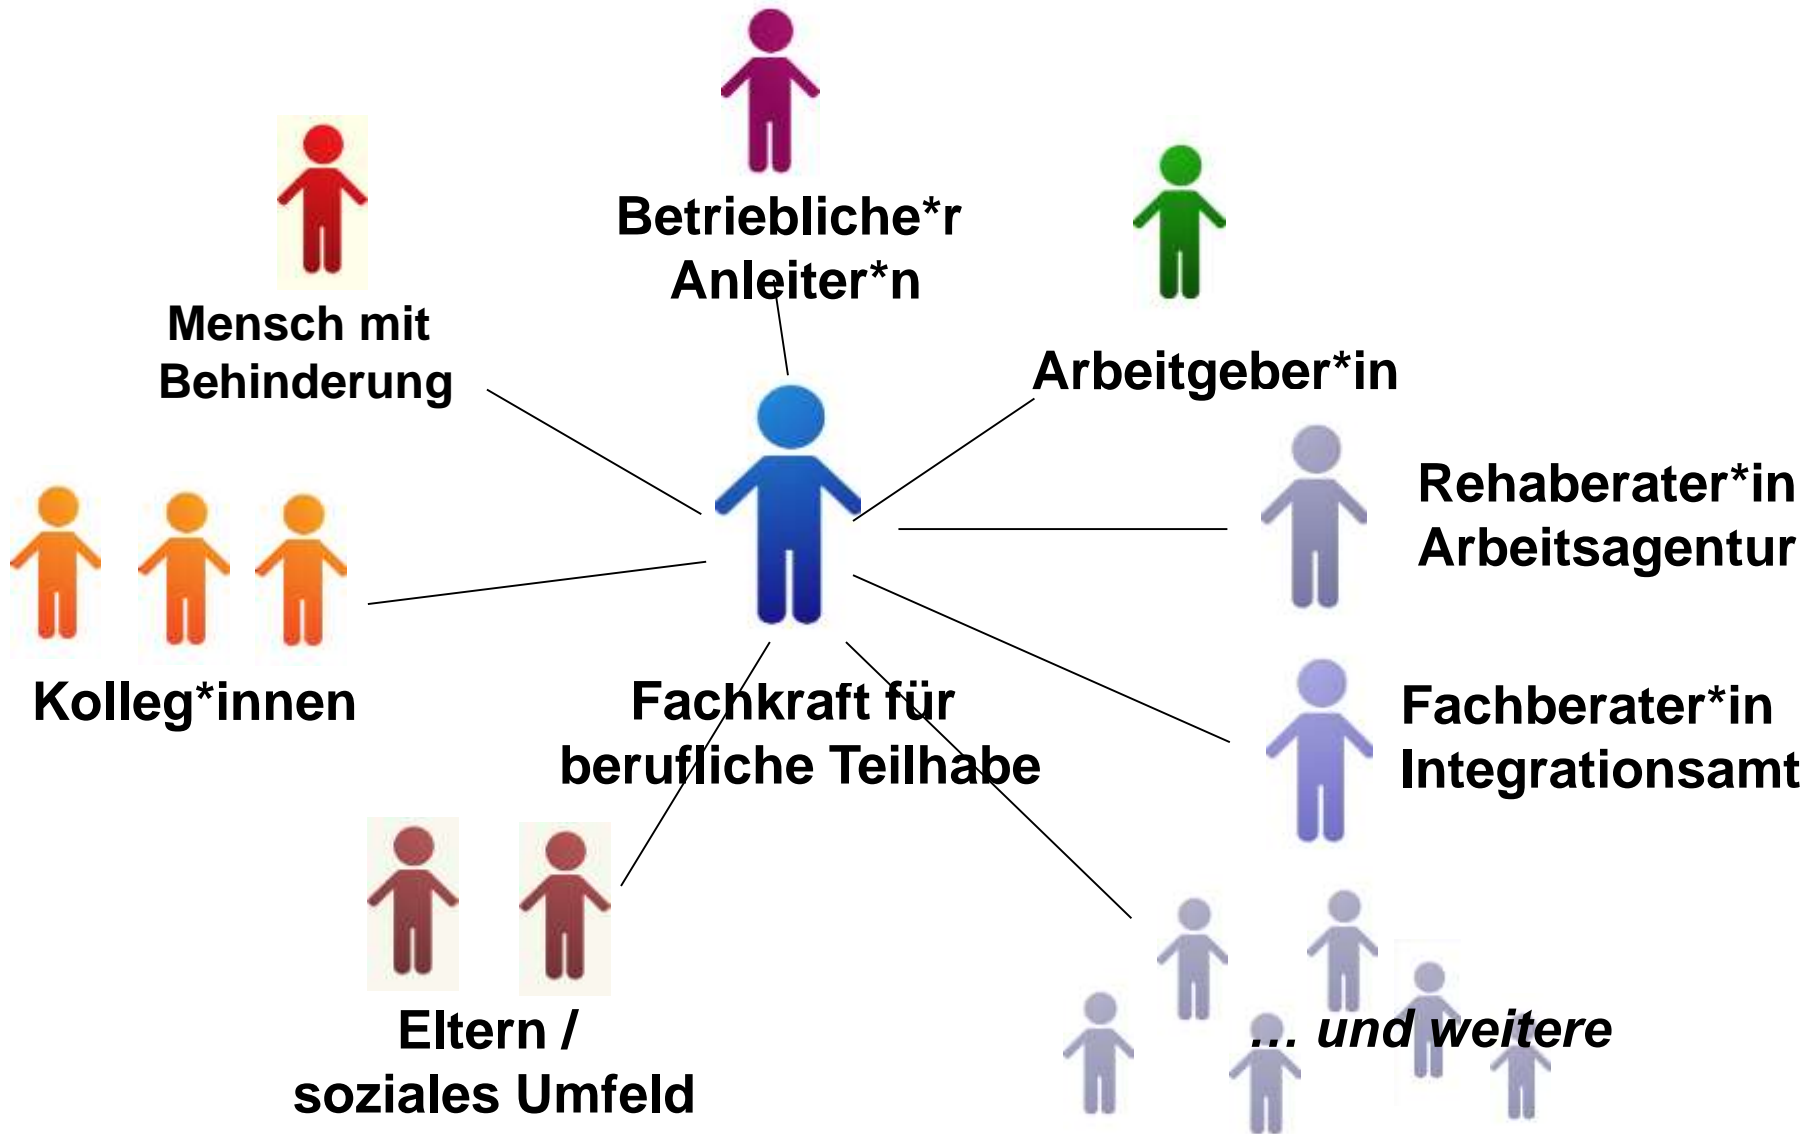 Betriebliche*r
Anleiter*n
Mensch mit
Behinderung
Arbeitgeber*in
Rehaberater*in
Arbeitsagentur
Kolleg*innen
Fachkraft für
berufliche Teilhabe
Fachberater*in
Integrationsamt
Eltern /
soziales Umfeld
... und weitere